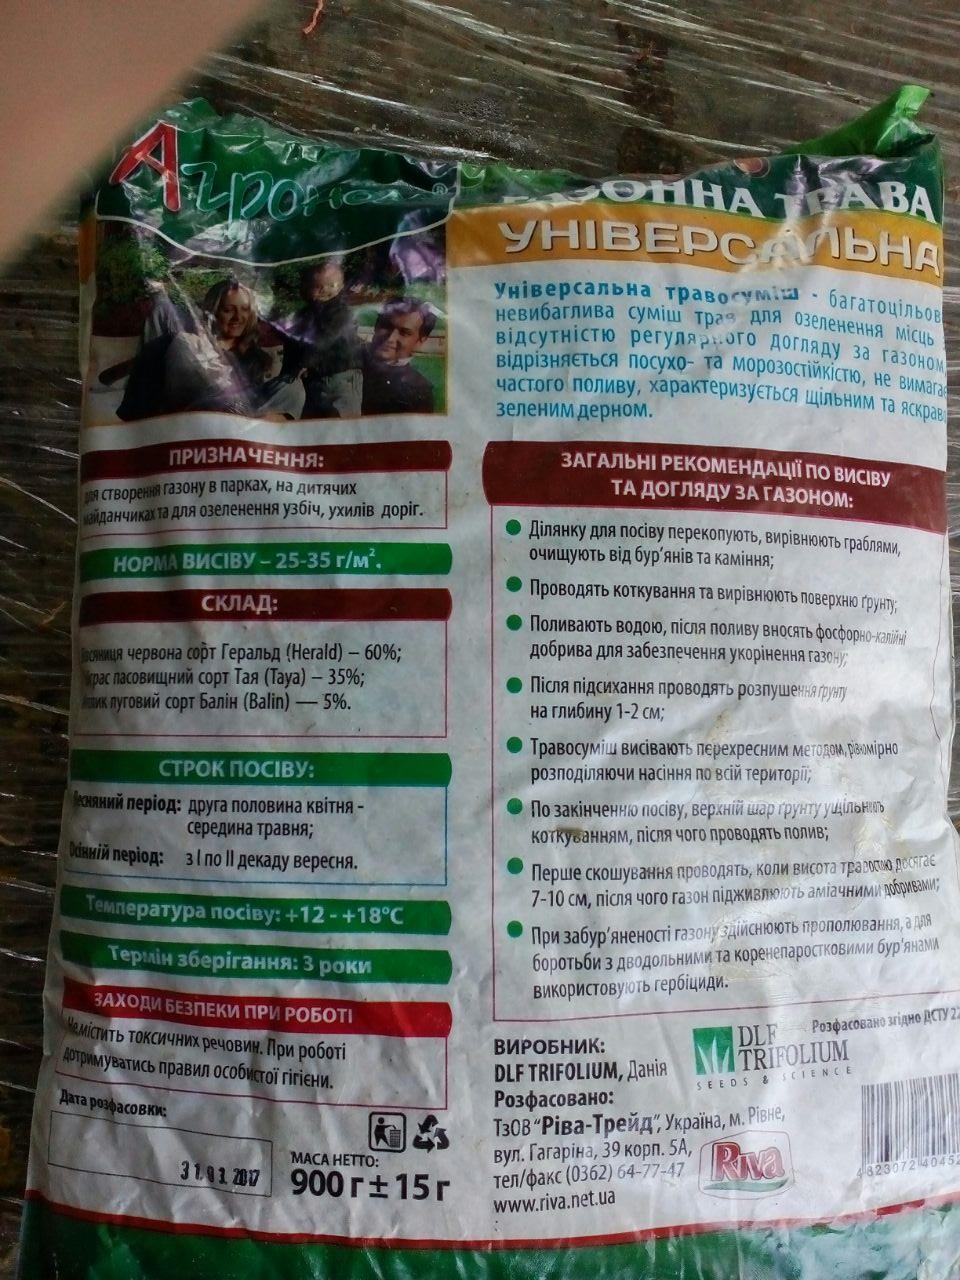 Агроном®
ГАЗОННА ТРАВА
УНІВЕРСАЛЬНА
Універсальна травосуміш - багатоцільов
невибаглива суміш трав для озеленення місць
відсутністю регулярного догляду за газоном,
відрізняється посухо- та морозостійкістю, не вимагає
частого поливу, характеризується щільним та яскраво
зеленим дерном.
ПРИЗНАЧЕННЯ:
для створення газону в парках, на дитячих
майданчиках та для озеленення узбіч, ухилів доріг.
НОРМА ВИСІВУ – 25-35 г/м².
СКЛАД:
червона сорт Геральд (Herald) – 60%;
пасовищний сорт Тая (Taya) – 35%;
луговий сорт Балін (Balin) — 5%.
СТРОК ПОСІВУ:
Весняний період: друга половина квітня -
середина травня;
Осінній період: з І по ІІ декаду вересня.
Температура посіву: +12 - +18°С
Термін зберігання: 3 роки
ЗАХОДИ БЕЗПЕКИ ПРИ РОБОТІ
Не містить токсичних речовин. При роботі
дотримуватись правил особистої гігієни.
Дата розфасовки:
31.01.2017
МАСА НЕТТО:
900 г ± 15 г
ЗАГАЛЬНІ РЕКОМЕНДАЦІЇ ПО ВИСІВУ
ТА ДОГЛЯДУ ЗА ГАЗОНОМ:
Ділянку для посіву перекопують, вирівнюють граблями,
очищують від бур'янів та каміння;
Проводять коткування та вирівнюють поверхню ґрунту;
Поливають водою, після поливу вносять фосфорно-калійні
добрива для забезпечення укорінення газону;
Після підсихання проводять розпушення ґрунту
на глибину 1-2 см;
Травосуміш висівають перехресним методом, рівномірно
розподіляючи насіння по всій території;
По закінченню посіву, верхній шар ґрунту ущільнюють
коткуванням, після чого проводять полив;
Перше скошування проводять, коли висота травостою досягає
7-10 см, після чого газон підживлюють аміачними добривами;
При забур'яненості газону здійснюють прополювання, а для
боротьби з дводольними та коренепаростковими бур'янами
використовують гербіциди.
ВИРОБНИК:
DLF TRIFOLIUM, Данія
Розфасовано:
ТзОВ "Ріва-Трейд", Україна, м. Рівне,
вул. Гагаріна, 39 корп. 5А,
тел/факс (0362) 64-77-47
www.riva.net.ua
DLF
TRIFOLIUM
SEEDS & SCIENCE
Розфасовано згідно ДСТУ 22
Riva
4 823072 40452